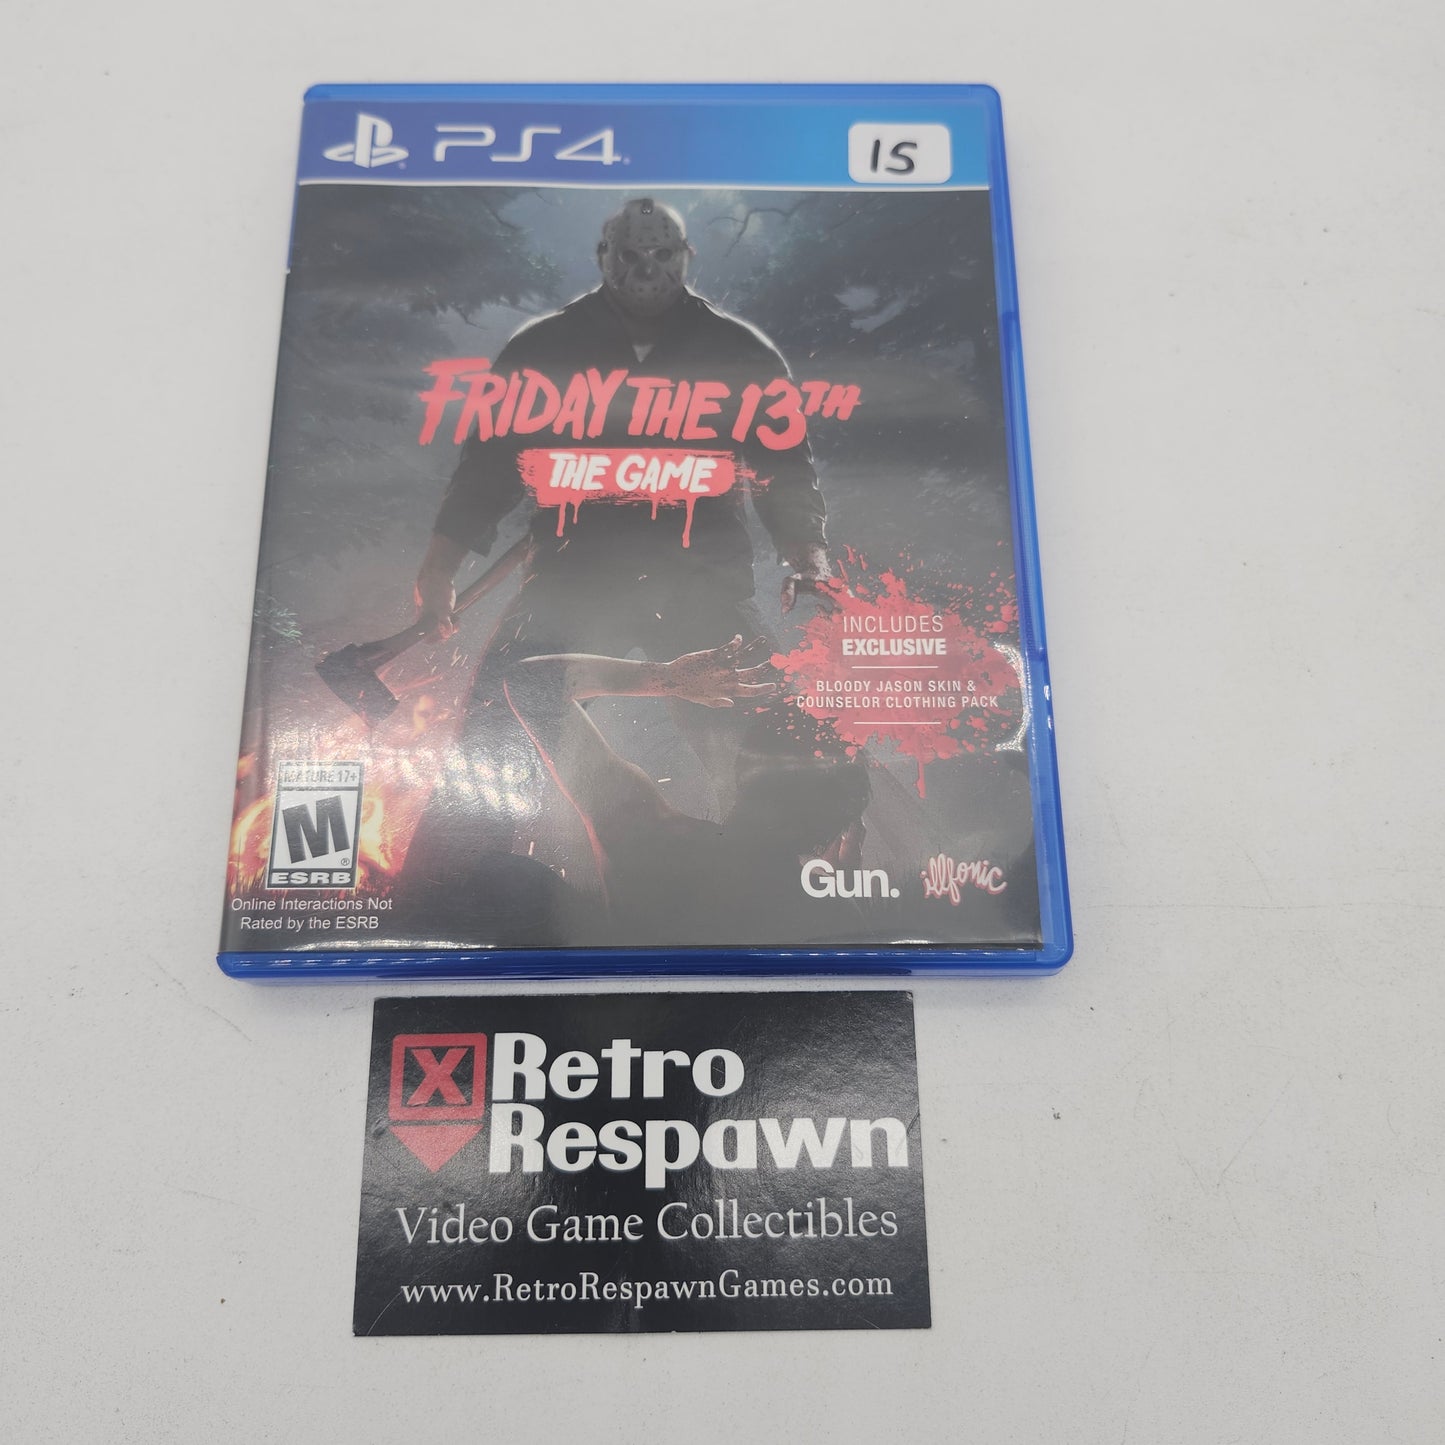 PS4
15
FRIDAY THE 13TH
THE GAME
INCLUDES
EXCLUSIVE
BLOODY JASON SKIN &
COUNSELOR CLOTHING PACK
MATURE 17+
M
ESRB
Online Interactions Not
Rated by the ESRB
Gun.
illfonic
X
Retro
Respawn
Video Game Collectibles
www.RetroRespawnGames.com